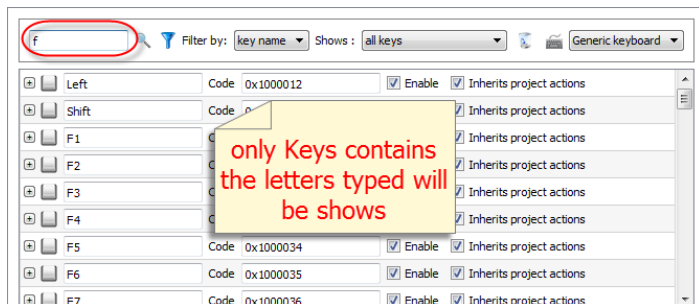 f Filter by: key name Shows : all keys Generic keyboard
Left Code 0x1000012 Enable Inherits project actions
Shift Code Inherits project actions
F1 Inherits project actions
F2 Inherits project actions
F3 Inherits project actions
F4 Inherits project actions
only Keys contains
the letters typed will
be shows
F5 Code 0x1000034 Enable Inherits project actions
F6 Code 0x1000035 Enable Inherits project actions
F7 Code 0x1000036 Enable Inherits project actions